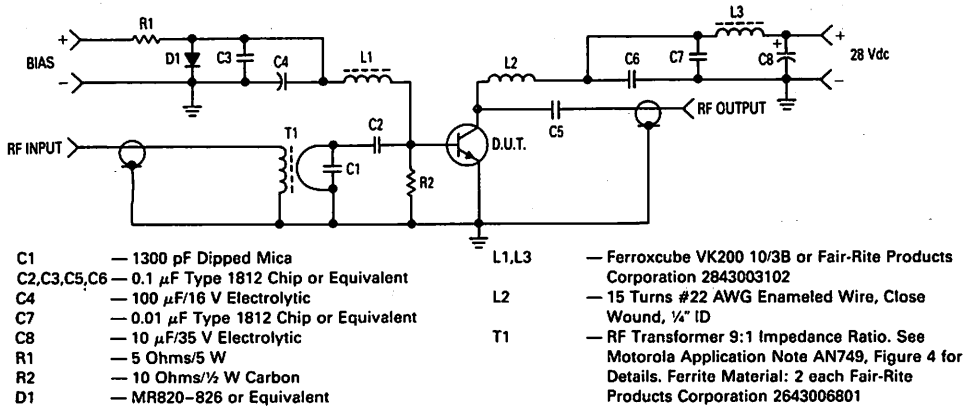 R1
L3
+
D1
C3
C4
L1
BIAS
−
L2
C6
C7
+
C8
+
28 Vdc
−
RF INPUT
T1
C1
C2
R2
D.U.T.
C5
RF OUTPUT
C1 — 1300 pF Dipped Mica
C2,C3,C5,C6 — 0.1 μF Type 1812 Chip or Equivalent
C4 — 100 μF/16 V Electrolytic
C7 — 0.01 μF Type 1812 Chip or Equivalent
C8 — 10 μF/35 V Electrolytic
R1 — 5 Ohms/5 W
R2 — 10 Ohms/½ W Carbon
D1 — MR820–826 or Equivalent
L1,L3 — Ferroxcube VK200 10/3B or Fair-Rite Products
Corporation 2843003102
L2 — 15 Turns #22 AWG Enameled Wire, Close
Wound, ¼" ID
T1 — RF Transformer 9:1 Impedance Ratio. See
Motorola Application Note AN749, Figure 4 for
Details. Ferrite Material: 2 each Fair-Rite
Products Corporation 2643006801